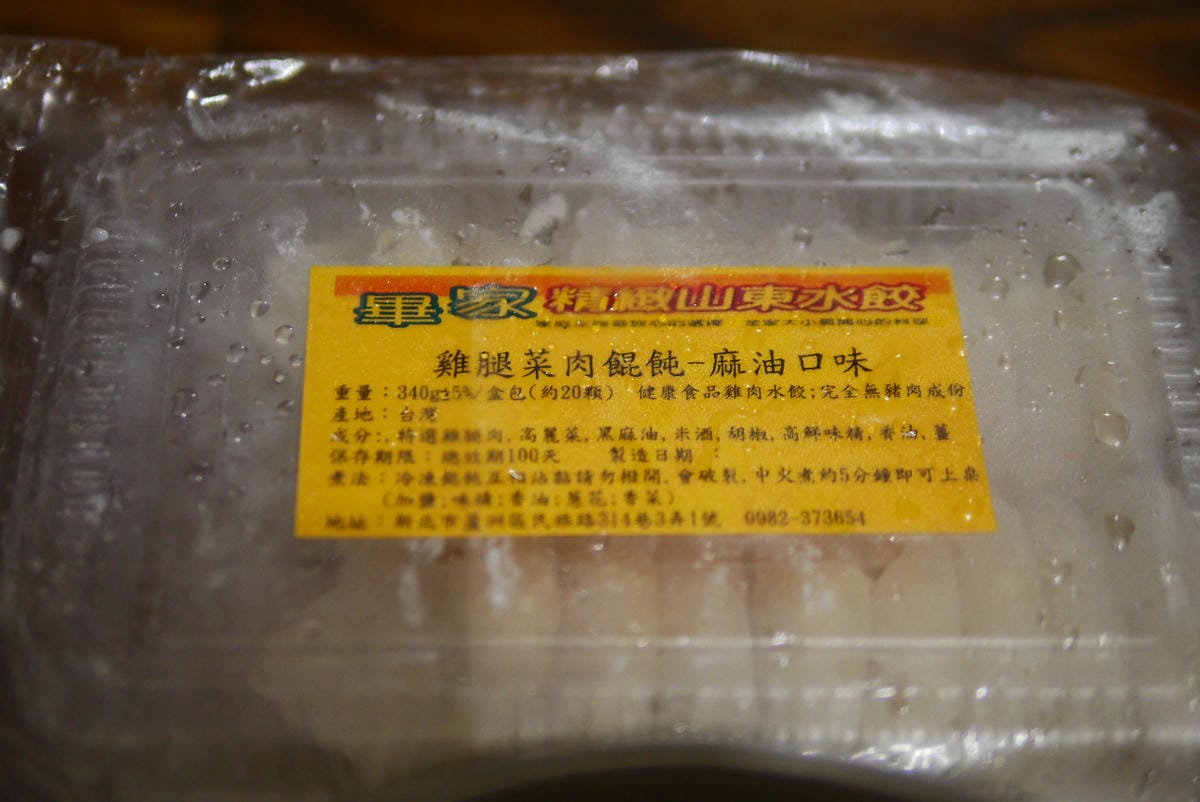 畢家 精緻山東水餃
雞腿菜肉餛飩-麻油口味
重量：340g±5%/盒包(約20顆) 健康食品雞肉水餃;完全無豬肉成份
產地：台灣
成分:,特選雞腿肉,高麗菜,黑麻油,米酒,胡椒,高鮮味精,香油,薑
保存期限：總效期100天 製造日期 ：
煮法：冷凍餛飩互相沾黏請勿撥開,會破裂,中火煮約5分鐘即可上桌
(加鹽;味精;香油;蔥花;香菜)
地址：新北市蘆洲區民族路314巷3弄1號 0982-373654